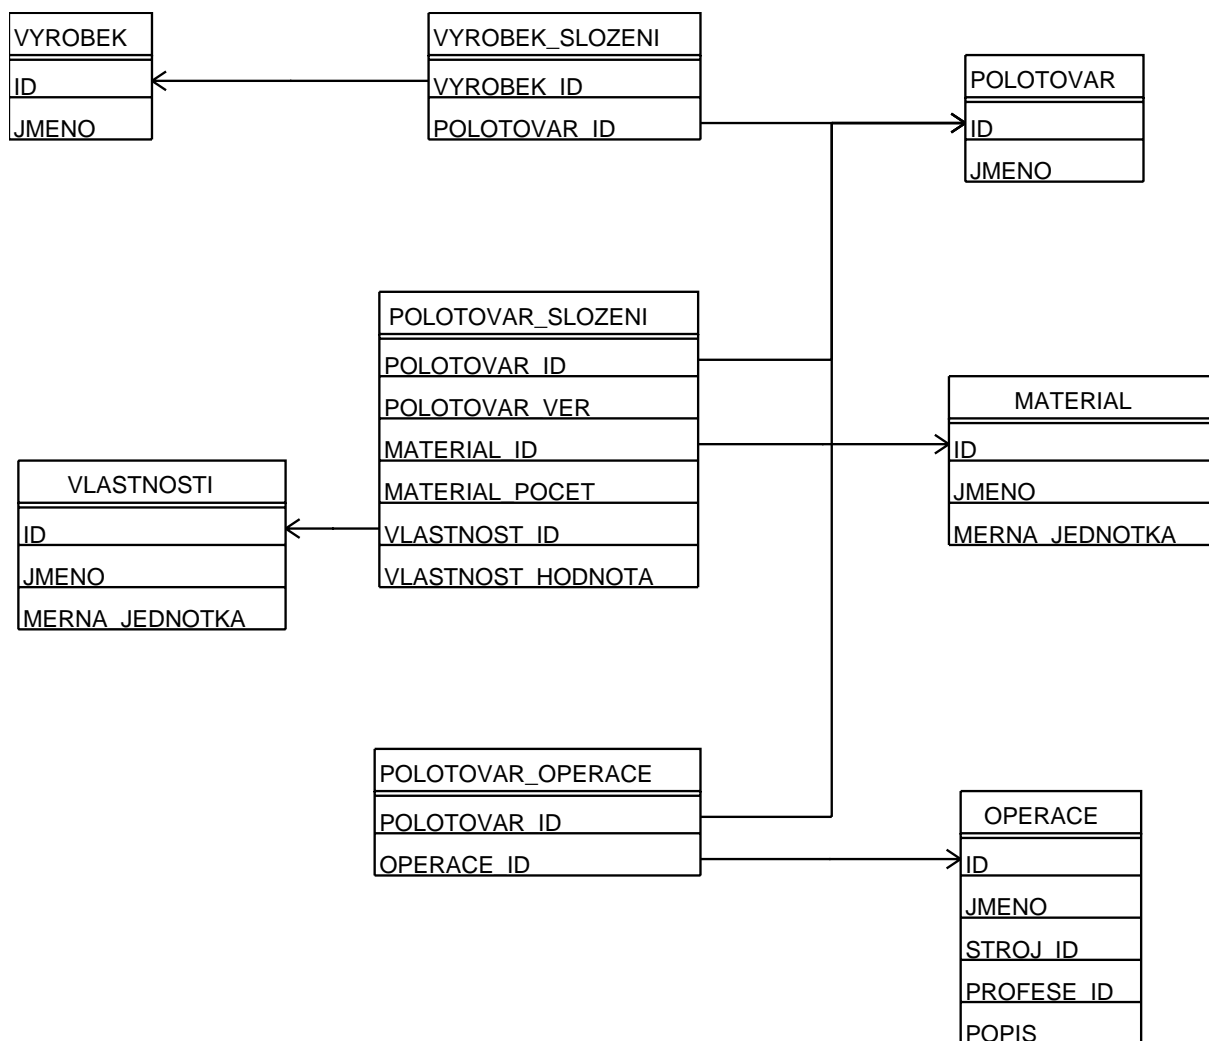 VYROBEK
ID
JMENO
VYROBEK_SLOZENI
VYROBEK_ID
POLOTOVAR_ID
POLOTOVAR
ID
JMENO
POLOTOVAR_SLOZENI
POLOTOVAR_ID
POLOTOVAR_VER
MATERIAL_ID
MATERIAL_POCET
VLASTNOST_ID
VLASTNOST_HODNOTA
MATERIAL
ID
JMENO
MERNA_JEDNOTKA
VLASTNOSTI
ID
JMENO
MERNA_JEDNOTKA
POLOTOVAR_OPERACE
POLOTOVAR_ID
OPERACE_ID
OPERACE
ID
JMENO
STROJ_ID
PROFESE_ID
POPIS